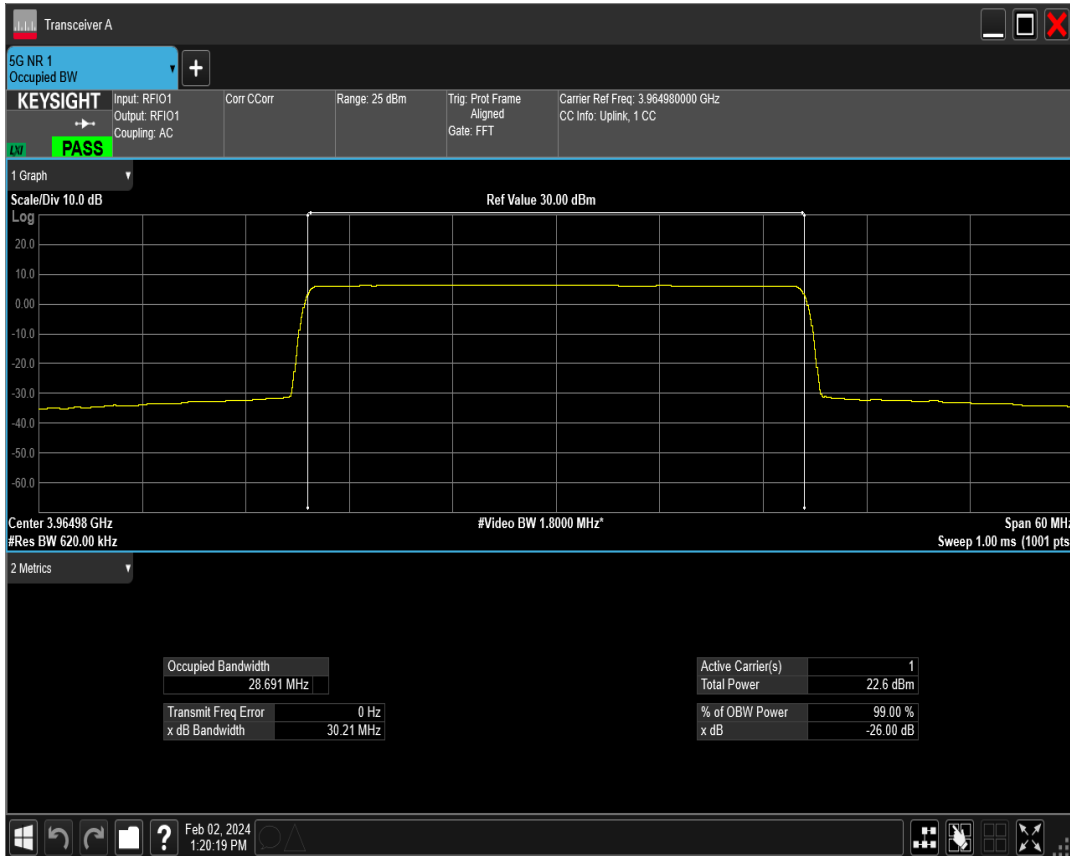 Transceiver A
5G NR 1
Occupied BW
KEYSIGHT
LXI
PASS
Input: RFIO1
Output: RFIO1
Coupling: AC
Corr CCorr
Range: 25 dBm
Trig: Prot Frame
Aligned
Gate: FFT
Carrier Ref Freq: 3.964980000 GHz
CC Info: Uplink, 1 CC
1 Graph
Scale/Div 10.0 dB
Ref Value 30.00 dBm
Log
20.0
10.0
0.00
-10.0
-20.0
-30.0
-40.0
-50.0
-60.0
Center 3.96498 GHz
#Video BW 1.8000 MHz*
Span 60 MHz
#Res BW 620.00 kHz
Sweep 1.00 ms (1001 pts
2 Metrics
Occupied Bandwidth
28.691 MHz
Transmit Freq Error 0 Hz
x dB Bandwidth 30.21 MHz
Active Carrier(s) 1
Total Power 22.6 dBm
% of OBW Power 99.00 %
x dB -26.00 dB
?
Feb 02, 2024
1:20:19 PM